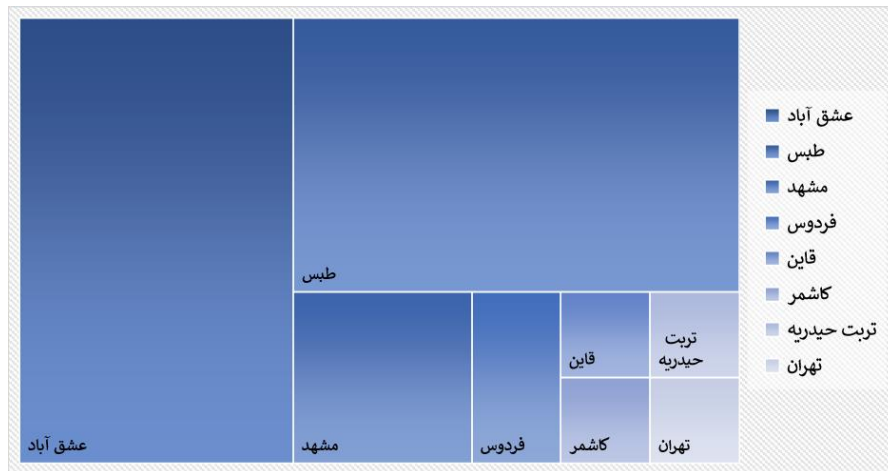 طبس
تربت
حیدریه
قاین
عشق آباد
مشهد
فردوس
کاشمر
تهران
عشق آباد
طبس
مشهد
فردوس
قاین
کاشمر
تربت حیدریه
تهران